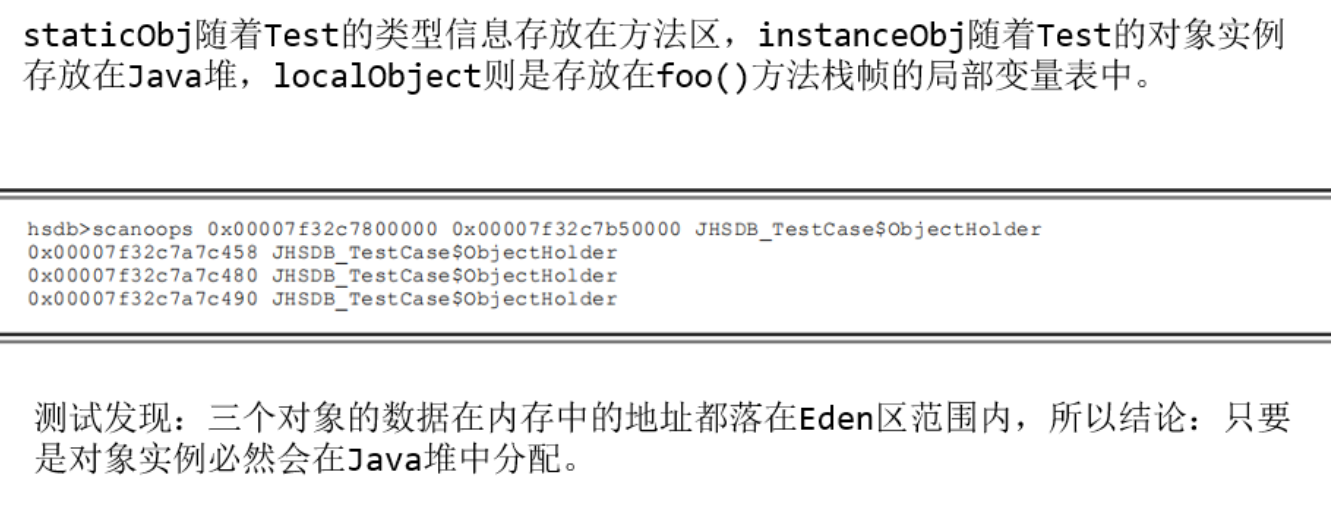 staticObj随着Test的类型信息存放在方法区，instanceObj随着Test的对象实例
存放在Java堆，localObject则是存放在foo()方法栈帧的局部变量表中。
hsdb>scanoops 0x00007f32c7800000 0x00007f32c7b50000 JHSDB_TestCase$ObjectHolder
0x00007f32c7a7c458 JHSDB_TestCase$ObjectHolder
0x00007f32c7a7c480 JHSDB_TestCase$ObjectHolder
0x00007f32c7a7c490 JHSDB_TestCase$ObjectHolder
测试发现：三个对象的数据在内存中的地址都落在Eden区范围内，所以结论：只要
是对象实例必然会在Java堆中分配。